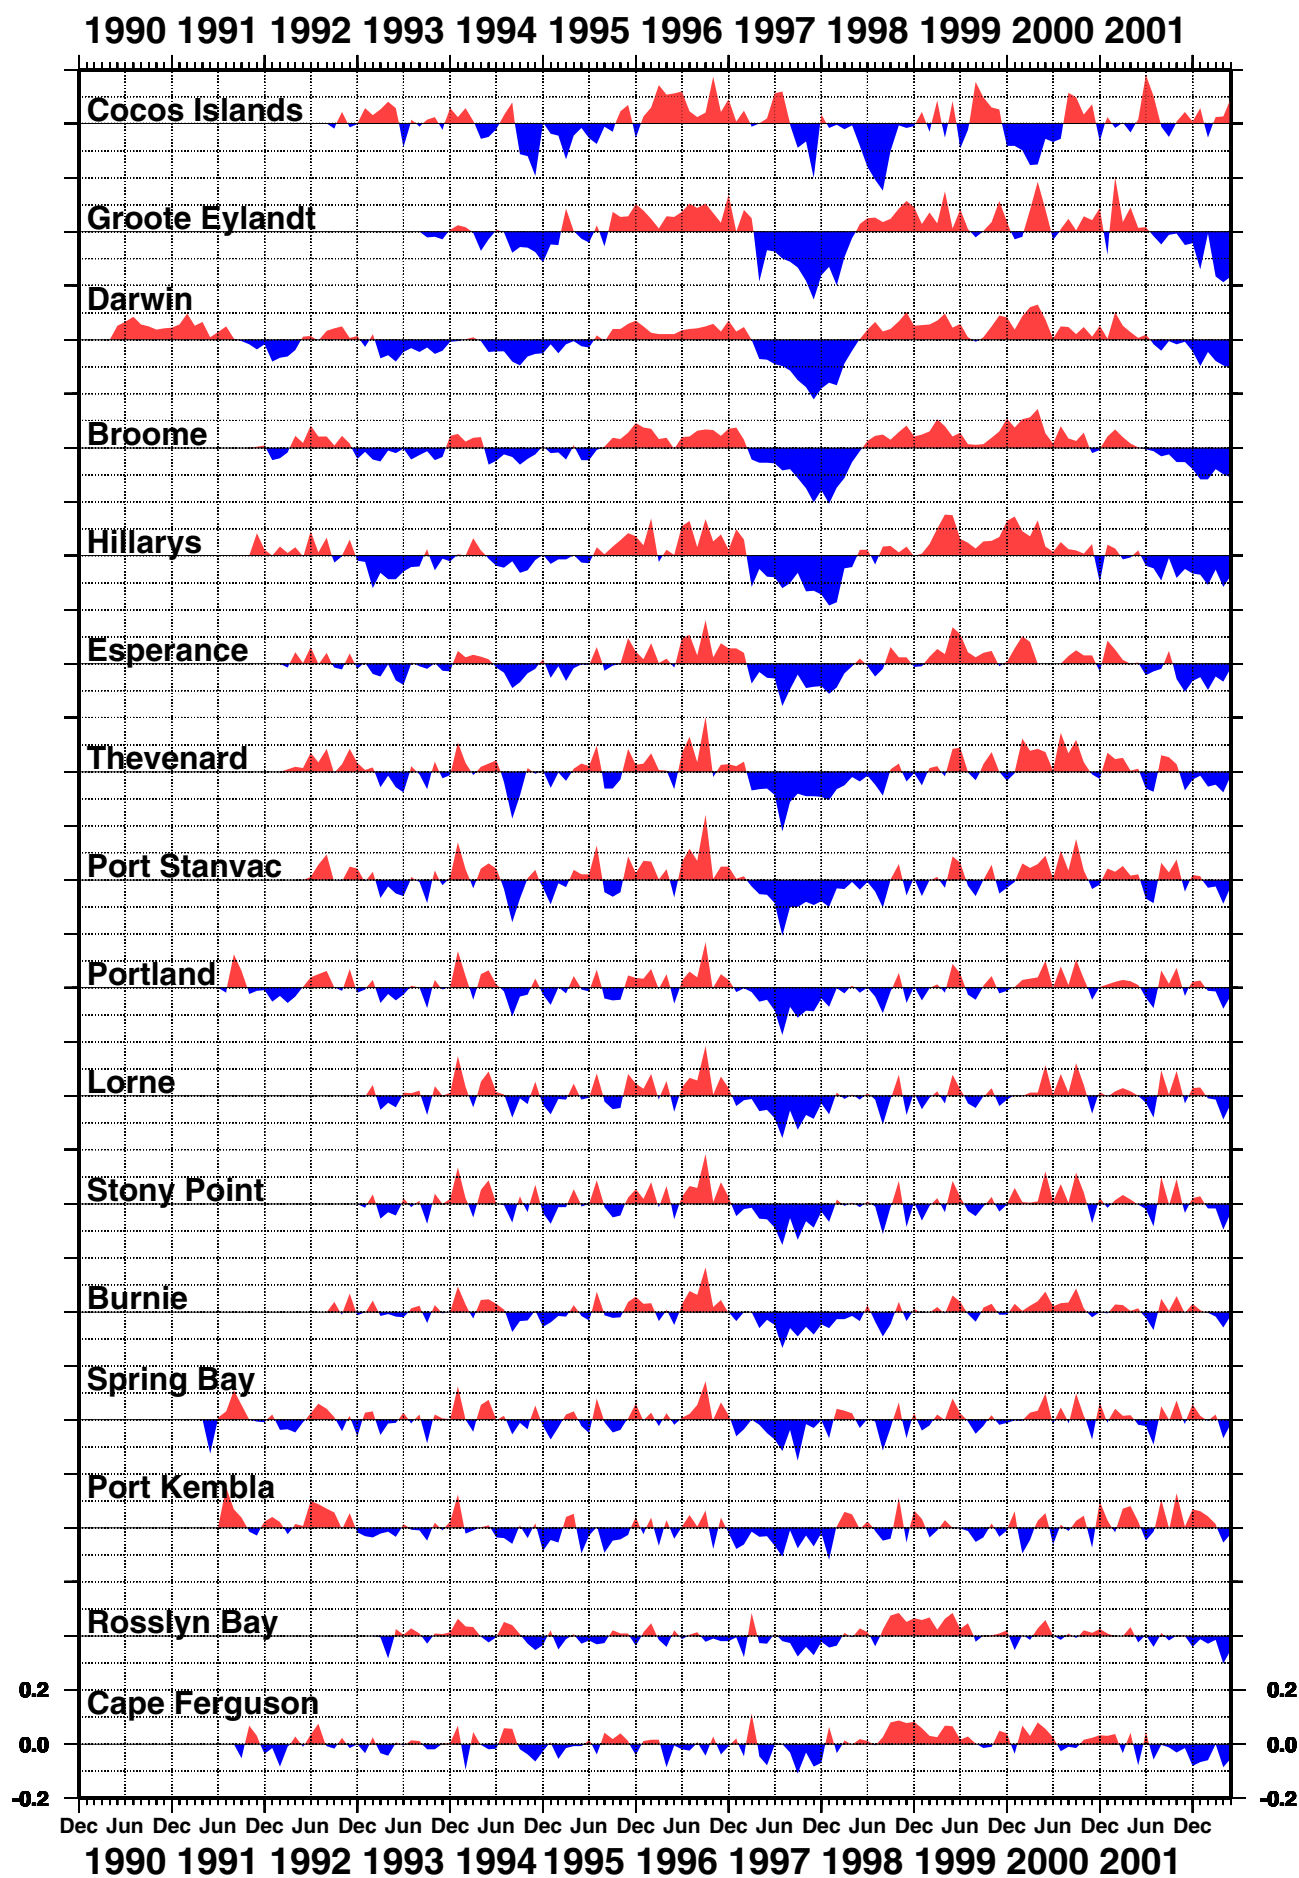 1990 1991 1992 1993 1994 1995 1996 1997 1998 1999 2000 2001
Cocos Islands
Groote Eylandt
Darwin
Broome
Hillarys
Esperance
Thevenard
Port Stanvac
Portland
Lorne
Stony Point
Burnie
Spring Bay
Port Kembla
Rosslyn Bay
0.2 0.2
Cape Ferguson
0.0 0.0
-0.2 -0.2
Dec Jun Dec Jun Dec Jun Dec Jun Dec Jun Dec Jun Dec Jun Dec Jun Dec Jun Dec Jun Dec Jun Dec Jun Dec
1990 1991 1992 1993 1994 1995 1996 1997 1998 1999 2000 2001